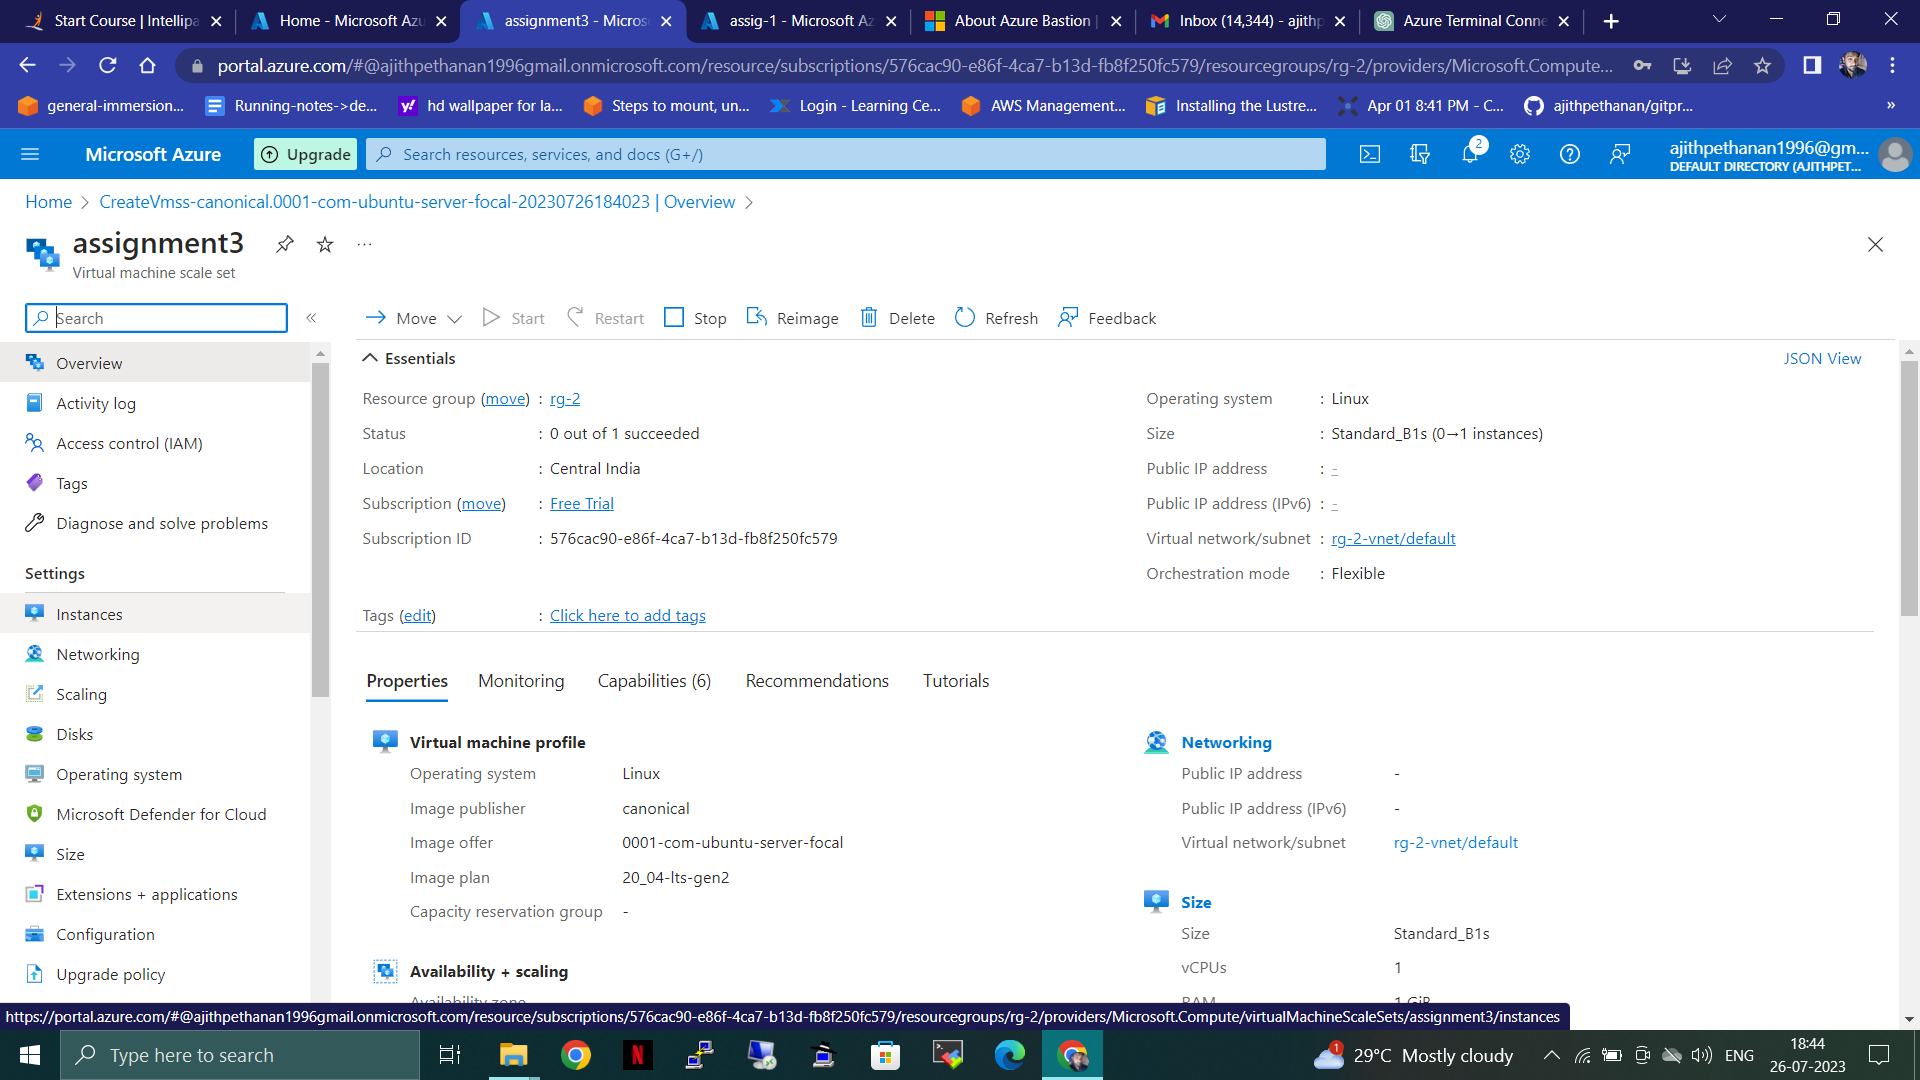 Start Course | Intellipa
Home - Microsoft Azu
assignment3 - Micros
assig-1 - Microsoft Az
About Azure Bastion |
Inbox (14,344) - ajithp
Azure Terminal Conne
portal.azure.com/#@ajithpethanan1996gmail.onmicrosoft.com/resource/subscriptions/576cac90-e86f-4ca7-b13d-fb8f250fc579/resourcegroups/rg-2/providers/Microsoft.Compute...
general-immersion...
Running-notes->de...
hd wallpaper for la...
Steps to mount, un...
Login - Learning Ce...
AWS Management...
Installing the Lustre...
Apr 01 8:41 PM - C...
ajithpethanan/gitpr...
»
Microsoft Azure
Upgrade
Search resources, services, and docs (G+/)
2
ajithpethanan1996@gm...
DEFAULT DIRECTORY (AJITHPET...
Home > CreateVmss-canonical.0001-com-ubuntu-server-focal-20230726184023 | Overview >
assignment3
...
Virtual machine scale set
Search
«
Move
Start
Restart
Stop
Reimage
Delete
Refresh
Feedback
Overview
Activity log
Access control (IAM)
Tags
Diagnose and solve problems
Settings
Instances
Networking
Scaling
Disks
Operating system
Microsoft Defender for Cloud
Size
Extensions + applications
Configuration
Upgrade policy
Essentials
JSON View
Resource group (move) : rg-2
Status : 0 out of 1 succeeded
Location : Central India
Subscription (move) : Free Trial
Subscription ID : 576cac90-e86f-4ca7-b13d-fb8f250fc579
Operating system : Linux
Size : Standard_B1s (0→1 instances)
Public IP address : -
Public IP address (IPv6) : -
Virtual network/subnet : rg-2-vnet/default
Orchestration mode : Flexible
Tags (edit) : Click here to add tags
Properties
Monitoring
Capabilities (6)
Recommendations
Tutorials
Virtual machine profile
Operating system Linux
Image publisher canonical
Image offer 0001-com-ubuntu-server-focal
Image plan 20_04-lts-gen2
Capacity reservation group -
Availability + scaling
Availability zone
Networking
Public IP address -
Public IP address (IPv6) -
Virtual network/subnet rg-2-vnet/default
Size
Size Standard_B1s
vCPUs 1
RAM 1 GiB
https://portal.azure.com/#@ajithpethanan1996gmail.onmicrosoft.com/resource/subscriptions/576cac90-e86f-4ca7-b13d-fb8f250fc579/resourcegroups/rg-2/providers/Microsoft.Compute/virtualMachineScaleSets/assignment3/instances
Type here to search
N
1
29°C Mostly cloudy
ENG
18:44
26-07-2023